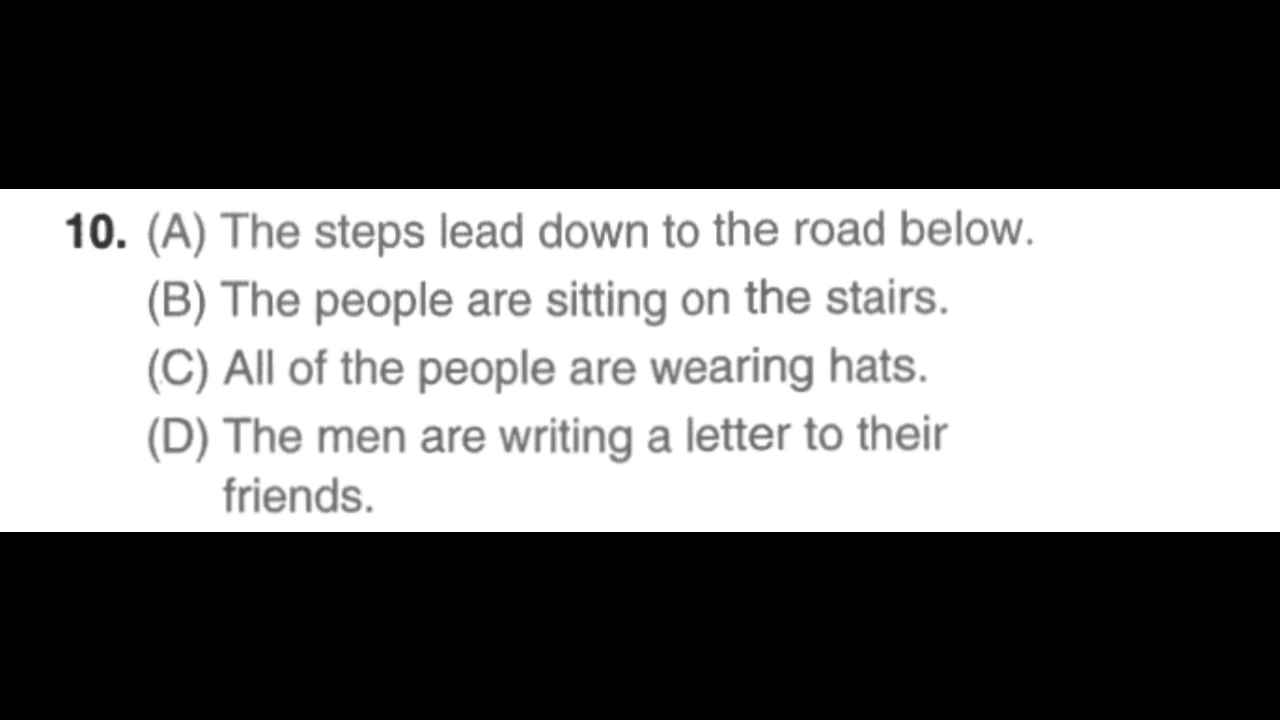 10. (A) The steps lead down to the road below.
(B) The people are sitting on the stairs.
(C) All of the people are wearing hats.
(D) The men are writing a letter to their
friends.